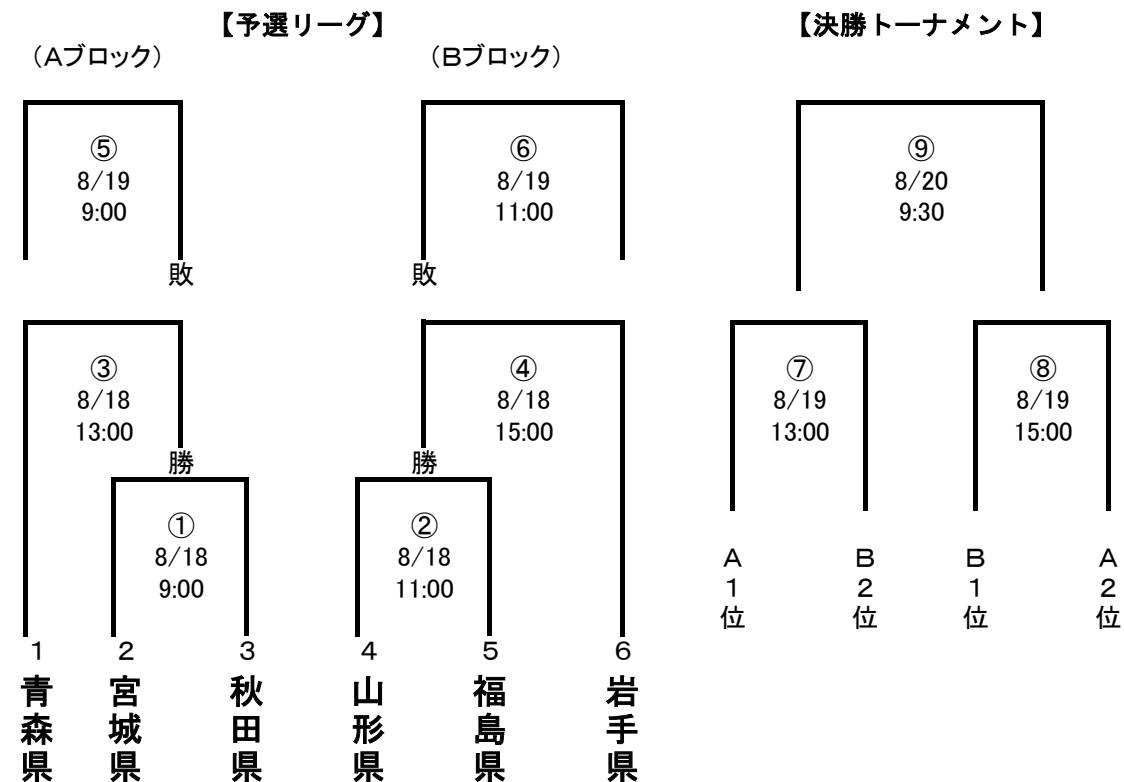 【予選リーグ】
【決勝トーナメント】
（Aブロック）
（Bブロック）
⑤
8/19
9:00
敗
⑥
8/19
11:00
敗
⑨
8/20
9:30
③
8/18
13:00
勝
④
8/18
15:00
勝
⑦
8/19
13:00
⑧
8/19
15:00
①
8/18
9:00
②
8/18
11:00
A1位
B2位
B1位
A2位
1
2
3
4
5
6
青森県
宮城県
秋田県
山形県
福島県
岩手県